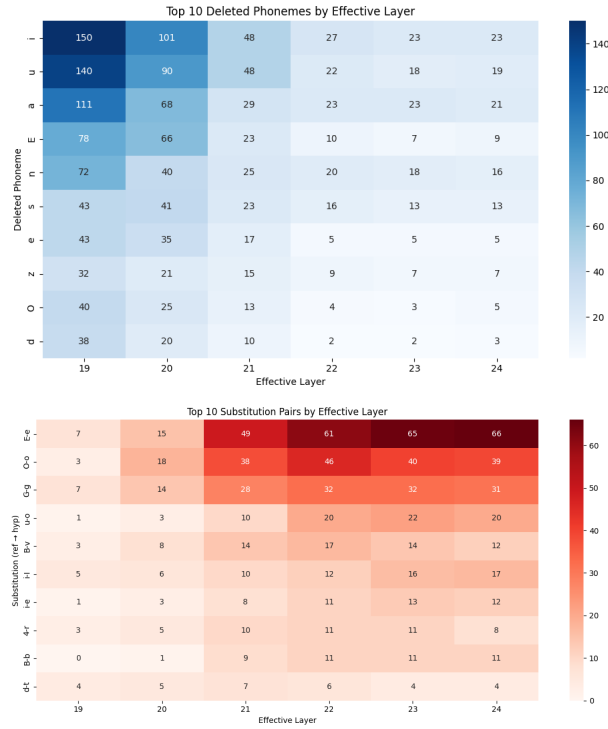 Top 10 Deleted Phonemes by Effective Layer
Deleted Phoneme
i 150 101 48 27 23 23
u 140 90 48 22 18 19
a 111 68 29 23 23 21
E 78 66 23 10 7 9
n 72 40 25 20 18 16
s 43 41 23 16 13 13
e 43 35 17 5 5 5
z 32 21 15 9 7 7
O 40 25 13 4 3 5
d 38 20 10 2 2 3
19 20 21 22 23 24
Effective Layer
140
120
100
80
60
40
20
Top 10 Substitution Pairs by Effective Layer
Substitution (ref → hyp)
E-e 7 15 49 61 65 66
O-o 3 18 38 46 40 39
G-g 7 14 28 32 32 31
u-o 1 3 10 20 22 20
B-v 3 8 14 17 14 12
5 6 10 12 16 17
i-e 1 3 8 11 13 12
4-r 3 5 10 11 11 8
B-b 0 1 9 11 11 11
d-t 4 5 7 6 4 4
19 20 21 22 23 24
Effective Layer
60
50
40
30
20
10
0